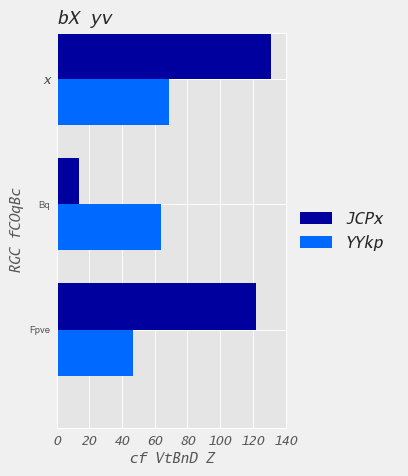 bX yv
RGC fCOqBc
x
Bq
Fpve
0 20 40 60 80 100 120 140
cf VtBnD Z
JCPx
YYkp